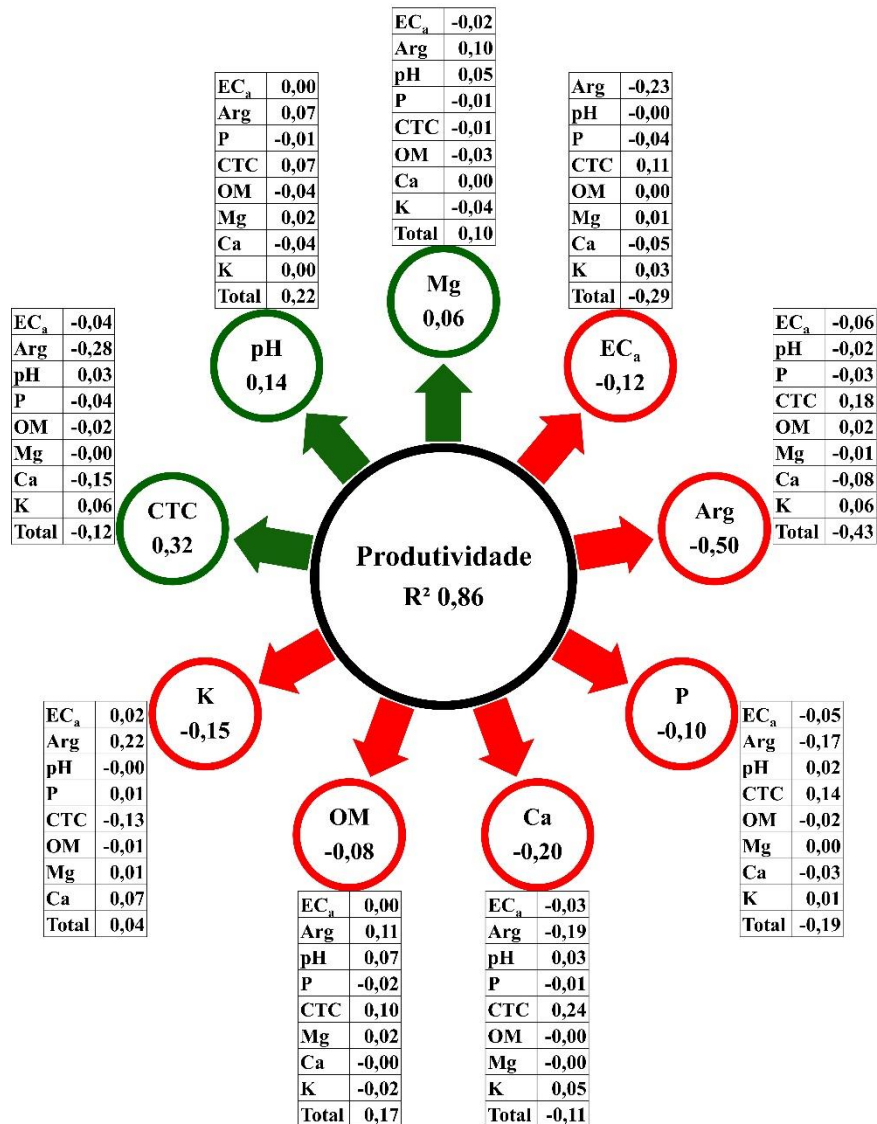 ECₐ -0,02
Arg 0,10
pH 0,05
P -0,01
CTC -0,01
OM -0,03
Ca 0,00
K -0,04
Total 0,10
Mg
0,06
ECₐ 0,00
Arg 0,07
P -0,01
CTC 0,07
OM -0,04
Mg 0,02
Ca -0,04
K 0,00
Total 0,22
pH
0,14
Arg -0,23
pH -0,00
P -0,04
CTC 0,11
OM 0,00
Mg 0,01
Ca -0,05
K 0,03
Total -0,29
ECₐ
-0,12
ECₐ -0,04
Arg -0,28
pH 0,03
P -0,04
OM -0,02
Mg -0,00
Ca -0,15
K 0,06
Total -0,12
CTC
0,32
ECₐ -0,06
pH -0,02
P -0,03
CTC 0,18
OM 0,02
Mg -0,01
Ca -0,08
K 0,06
Total -0,43
Arg
-0,50
Produtividade
R² 0,86
K
-0,15
ECₐ 0,02
Arg 0,22
pH -0,00
P 0,01
CTC -0,13
OM -0,01
Mg 0,01
Ca 0,07
Total 0,04
P
-0,10
ECₐ -0,05
Arg -0,17
pH 0,02
CTC 0,14
OM -0,02
Mg 0,00
Ca -0,03
K 0,01
Total -0,19
OM
-0,08
ECₐ 0,00
Arg 0,11
pH 0,07
P -0,02
CTC 0,10
Mg 0,02
Ca -0,00
K -0,02
Total 0,17
Ca
-0,20
ECₐ -0,03
Arg -0,19
pH 0,03
P -0,01
CTC 0,24
OM -0,00
Mg -0,00
K 0,05
Total -0,11